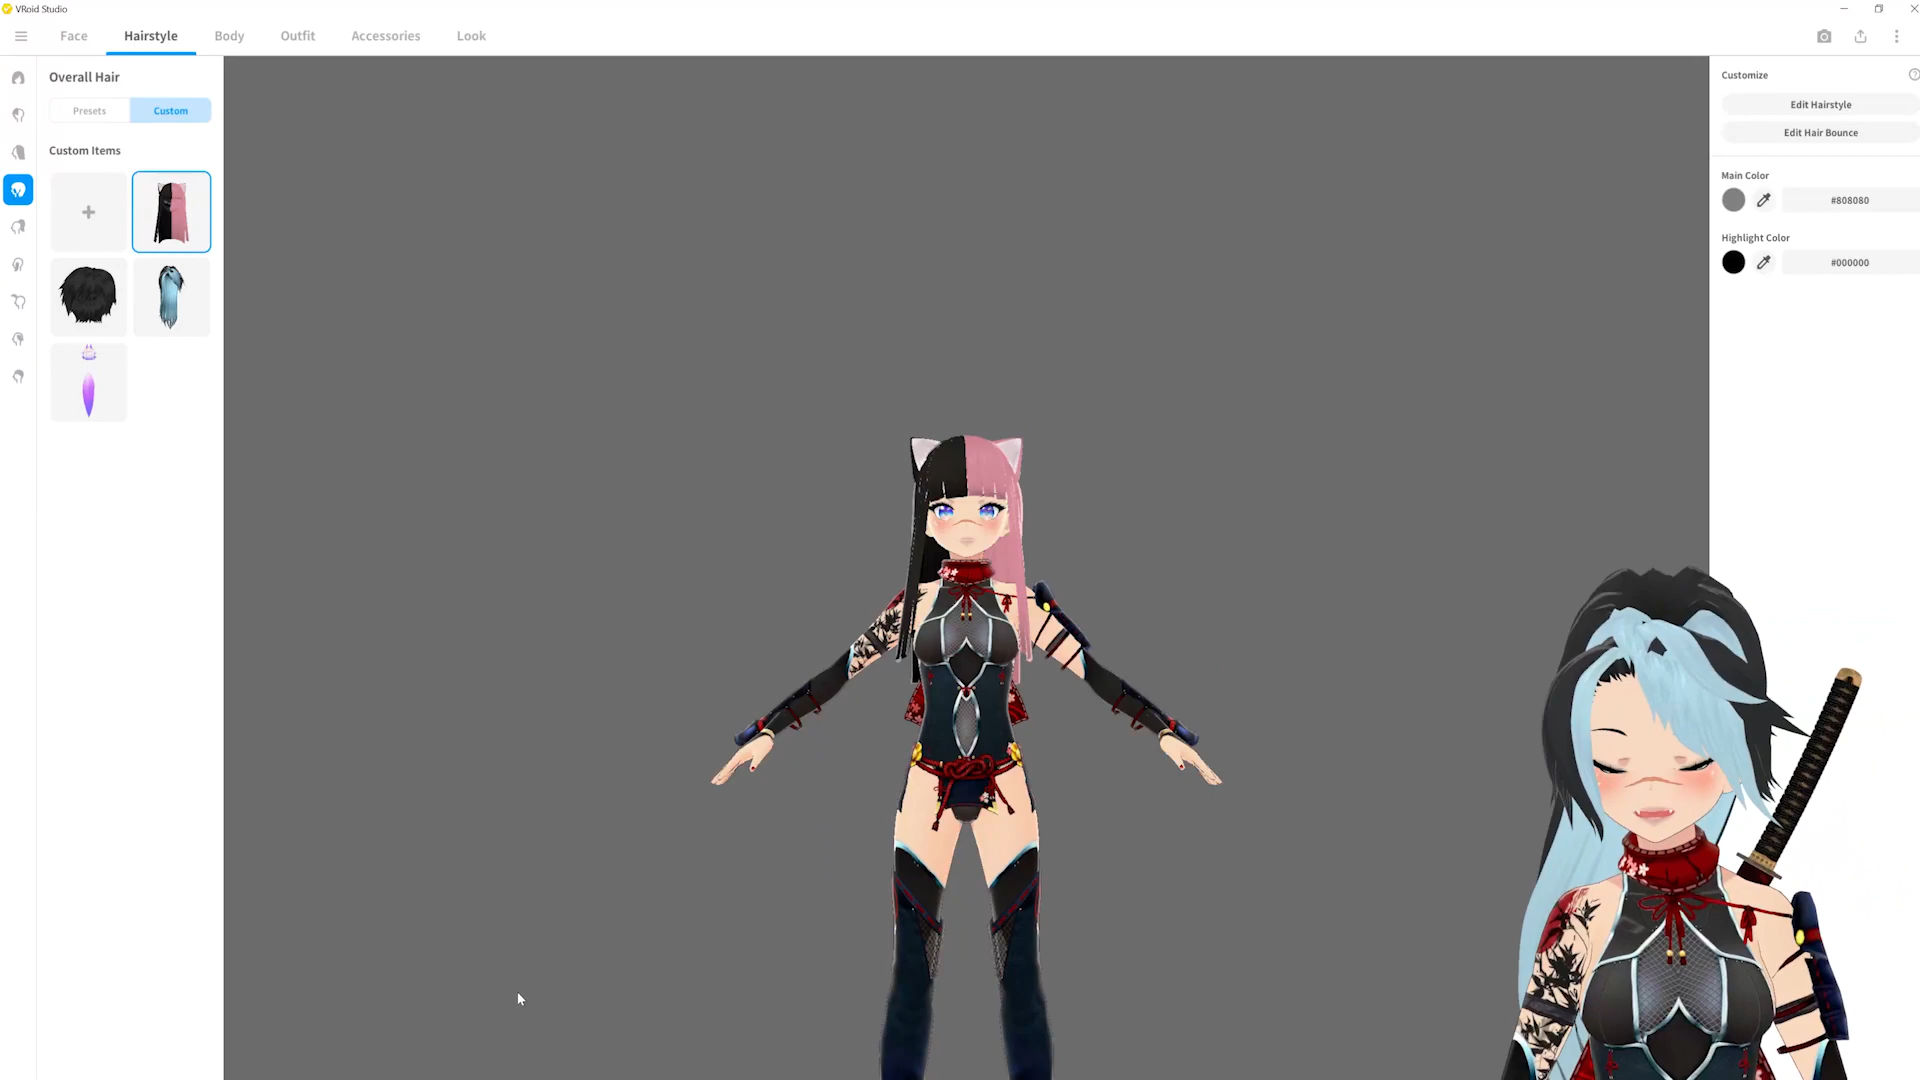 VRoid Studio
Face Hairstyle Body Outfit Accessories Look
Overall Hair
Presets Custom
Custom Items
Customize
Edit Hairstyle
Edit Hair Bounce
Main Color
#808080
Highlight Color
#000000